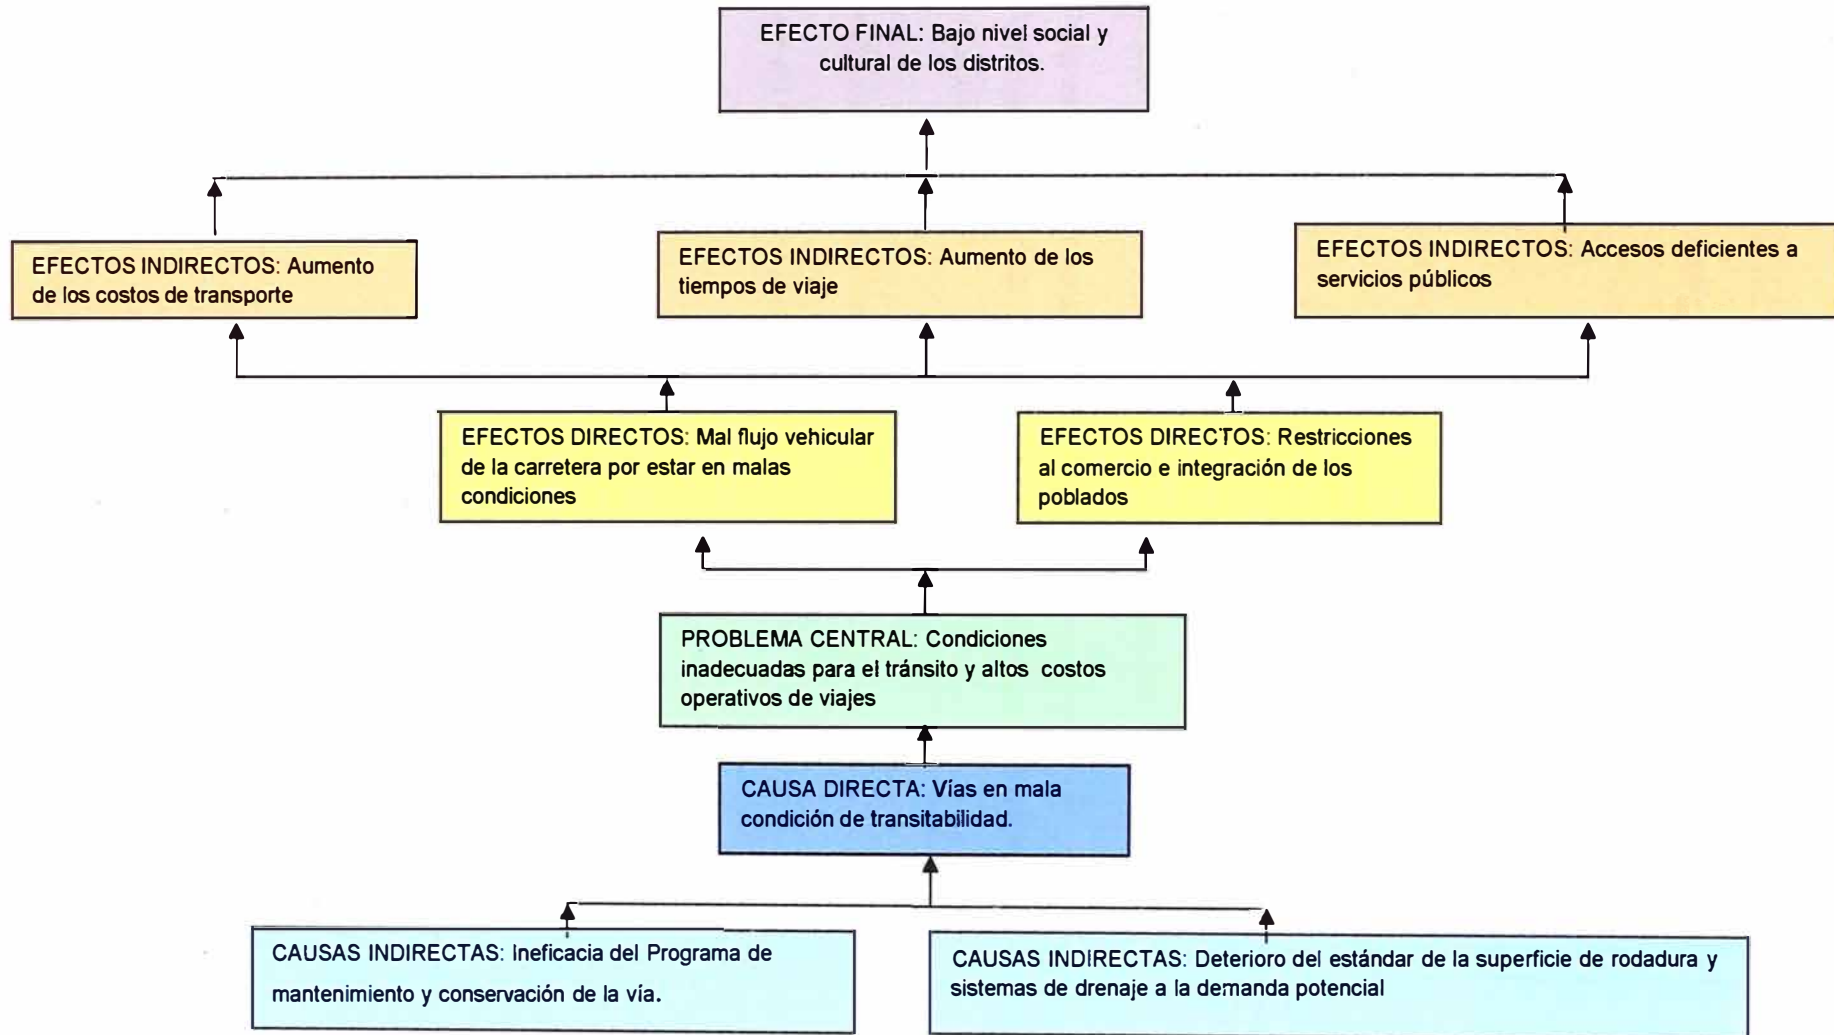 EFECTO FINAL: Bajo nivel social y
cultural de los distritos.
EFECTOS INDIRECTOS: Aumento
de los costos de transporte
EFECTOS INDIRECTOS: Aumento de los
tiempos de viaje
EFECTOS INDIRECTOS: Accesos deficientes a
servicios públicos
EFECTOS DIRECTOS: Mal flujo vehicular
de la carretera por estar en malas
condiciones
EFECTOS DIRECTOS: Restricciones
al comercio e integración de los
poblados
PROBLEMA CENTRAL: Condiciones
inadecuadas para el tránsito y altos costos
operativos de viajes
CAUSA DIRECTA: Vías en mala
condición de transitabilidad.
CAUSAS INDIRECTAS: Ineficacia del Programa de
mantenimiento y conservación de la vía.
CAUSAS INDIRECTAS: Deterioro del estándar de la superficie de rodadura y
sistemas de drenaje a la demanda potencial